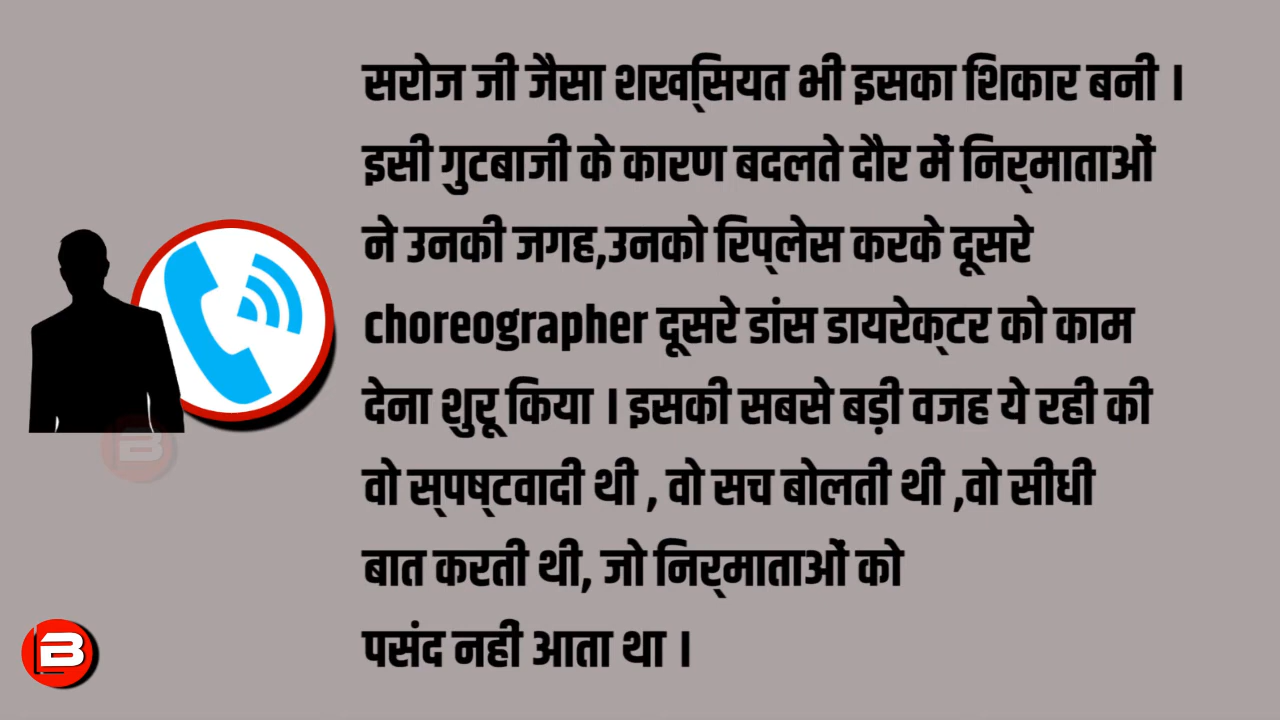 सरोज जी जैसा शख्सियत भी इसका शिकार बनी ।
इसी गुटबाजी के कारण बदलते दौर में निर्माताओं
ने उनकी जगह,उनको रिप्लेस करके दूसरे
choreographer दूसरे डांस डायरेक्टर को काम
देना शुरू किया । इसकी सबसे बड़ी वजह ये रही की
वो स्पष्टवादी थी , वो सच बोलती थी ,वो सीधी
बात करती थी, जो निर्माताओं को
पसंद नही आता था ।
B
B